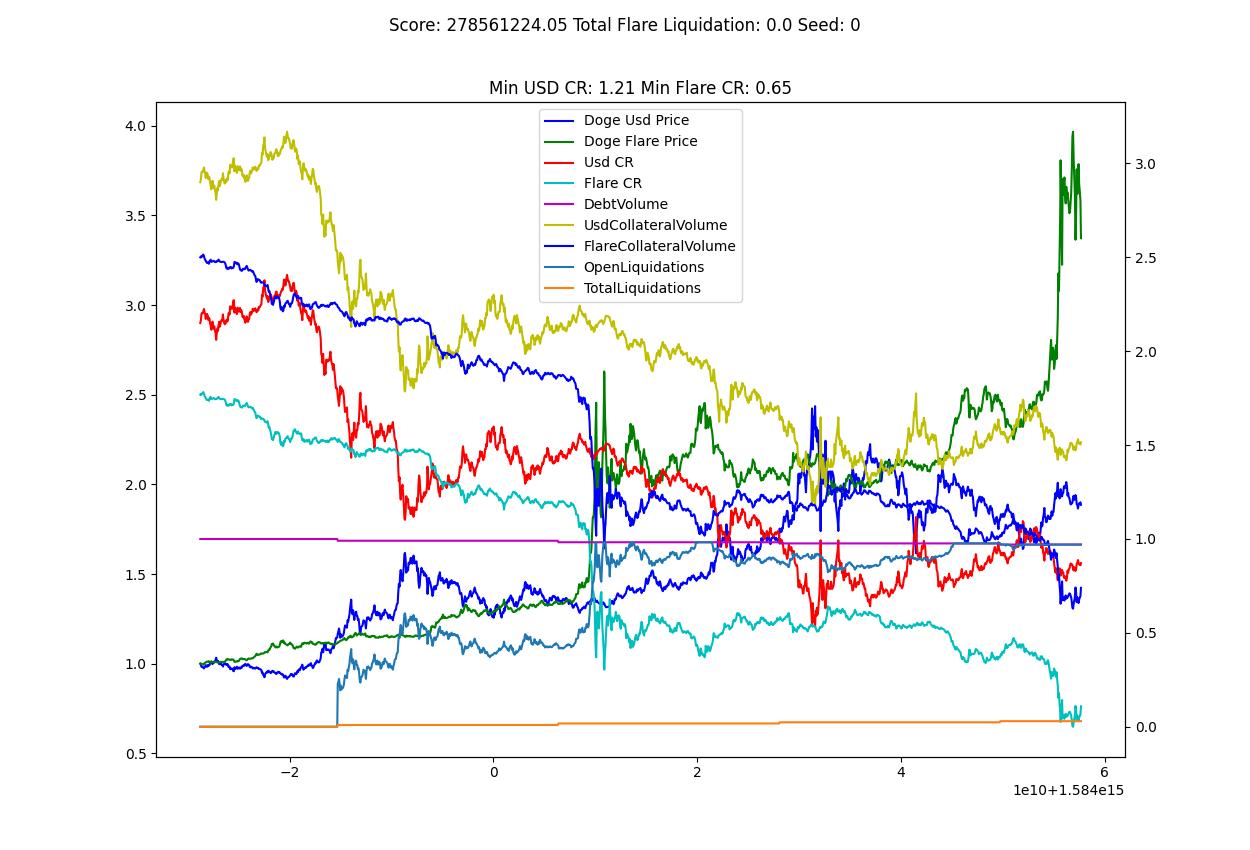 Score: 278561224.05 Total Flare Liquidation: 0.0 Seed: 0
Min USD CR: 1.21 Min Flare CR: 0.65
Doge Usd Price
Doge Flare Price
Usd CR
Flare CR
DebtVolume
UsdCollateralVolume
FlareCollateralVolume
OpenLiquidations
TotalLiquidations
4.0
3.5
3.0
2.5
2.0
1.5
1.0
0.5
3.0
2.5
2.0
1.5
1.0
0.5
0.0
−2 0 2 4 6
1e10+1.584e15